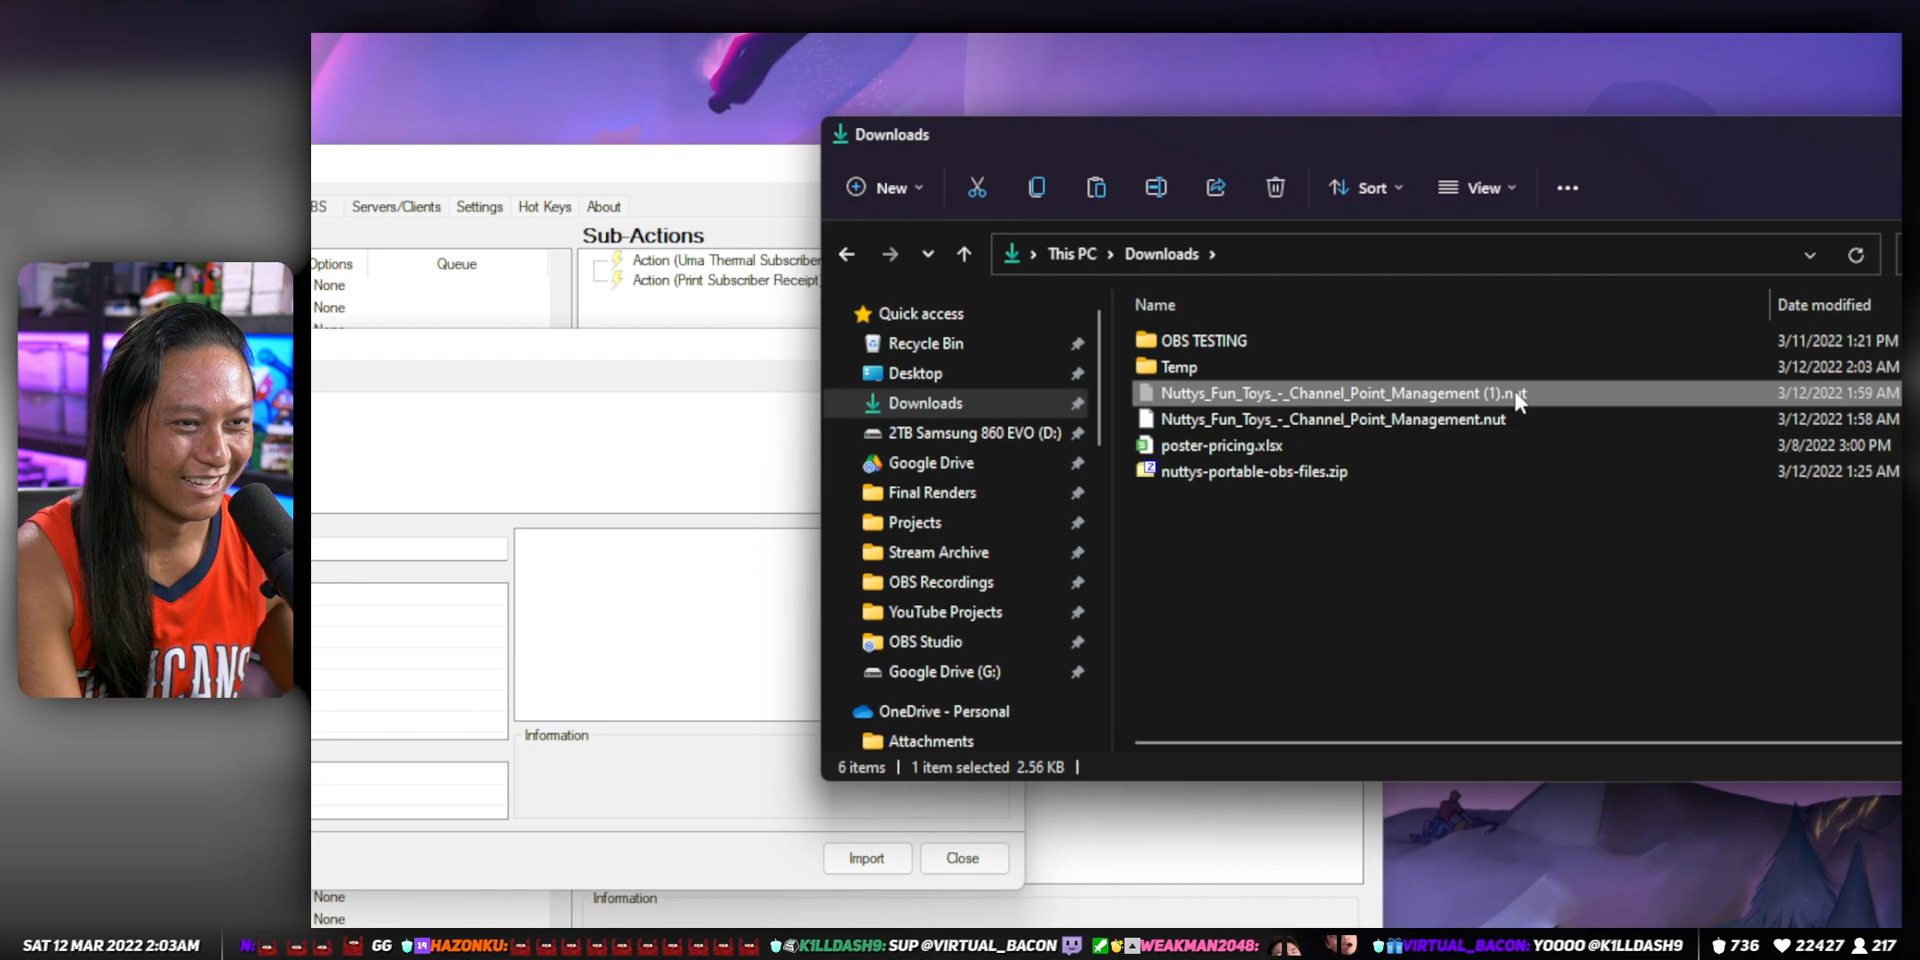 Downloads
New
Sort
View
This PC
Downloads
BS
Servers/Clients
Settings
Hot Keys
About
Sub-Actions
Options
Queue
Action (Uma Thermal Subscriber
None
Action (Print Subscriber Receipt
None
Quick access
Recycle Bin
Desktop
Downloads
2TB Samsung 860 EVO (D:)
Google Drive
Final Renders
Projects
Stream Archive
OBS Recordings
YouTube Projects
OBS Studio
Google Drive (G:)
OneDrive - Personal
Attachments
Name
Date modified
OBS TESTING
3/11/2022 1:21 PM
Temp
3/12/2022 2:03 AM
Nuttys_Fun_Toys_-_Channel_Point_Management (1).nut
3/12/2022 1:59 AM
Nuttys_Fun_Toys_-_Channel_Point_Management.nut
3/12/2022 1:58 AM
poster-pricing.xlsx
3/8/2022 3:00 PM
nuttys-portable-obs-files.zip
3/12/2022 1:25 AM
6 items
1 item selected 2.56 KB
Information
Import
Close
None
None
Information
ICANS
SAT 12 MAR 2022 2:03AM
N:
GG
19
HAZONKU:
K1LLDASH9: SUP @VIRTUAL_BACON
WEAKMAN2048:
VIRTUAL_BACON: YOOOO @K1LLDASH9
736
22427
217